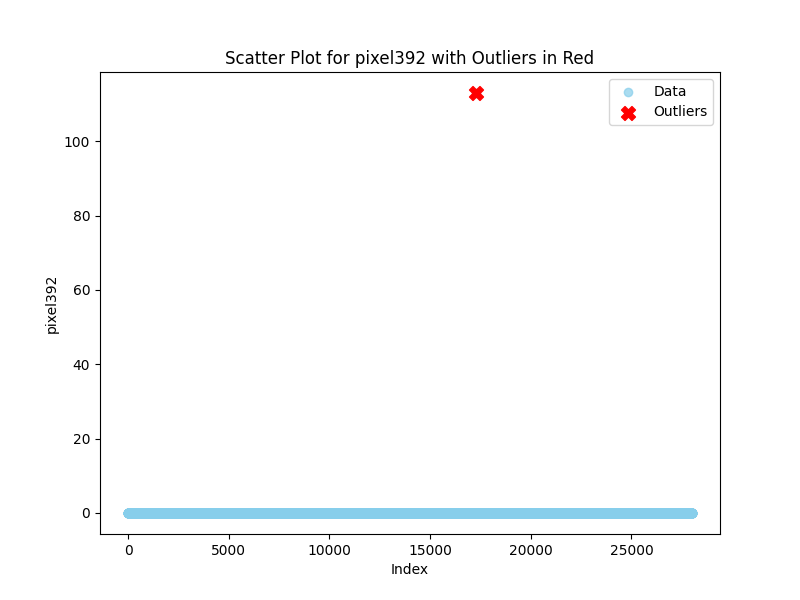 Scatter Plot for pixel392 with Outliers in Red
Data
Outliers
100
80
60
40
20
0
pixel392
0 5000 10000 15000 20000 25000
Index